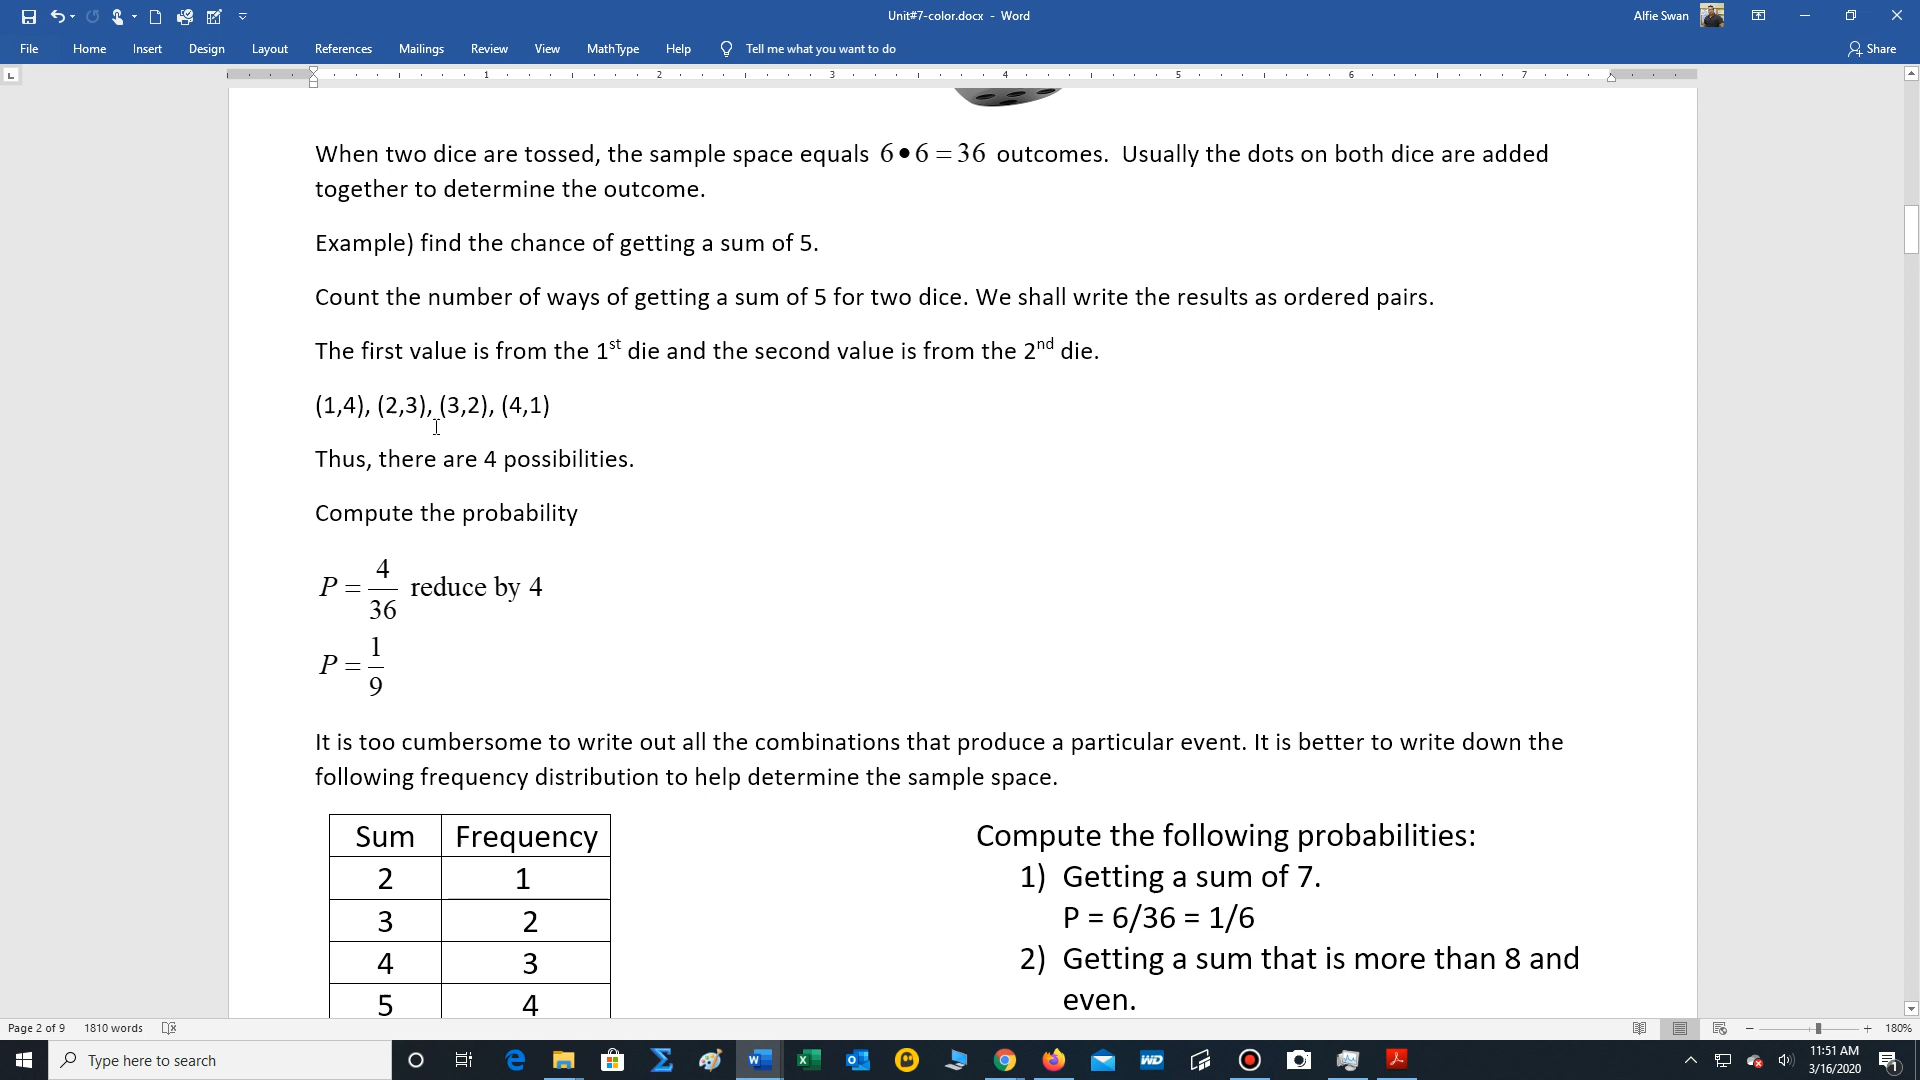 Unit#7-color.docx - Word
Alfie Swan
File Home Insert Design Layout References Mailings Review View MathType Help Tell me what you want to do Share
1 2 3 4 5 6 7
When two dice are tossed, the sample space equals 6•6=36 outcomes. Usually the dots on both dice are added
together to determine the outcome.
Example) find the chance of getting a sum of 5.
Count the number of ways of getting a sum of 5 for two dice. We shall write the results as ordered pairs.
The first value is from the 1st die and the second value is from the 2nd die.
(1,4), (2,3), (3,2), (4,1)
Thus, there are 4 possibilities.
Compute the probability
P = 4/36 reduce by 4
P = 1/9
It is too cumbersome to write out all the combinations that produce a particular event. It is better to write down the
following frequency distribution to help determine the sample space.
Sum Frequency
2 1
3 2
4 3
5 4
Compute the following probabilities:
1) Getting a sum of 7.
P = 6/36 = 1/6
2) Getting a sum that is more than 8 and
even.
Page 2 of 9 1810 words
180%
Type here to search
11:51 AM
3/16/2020